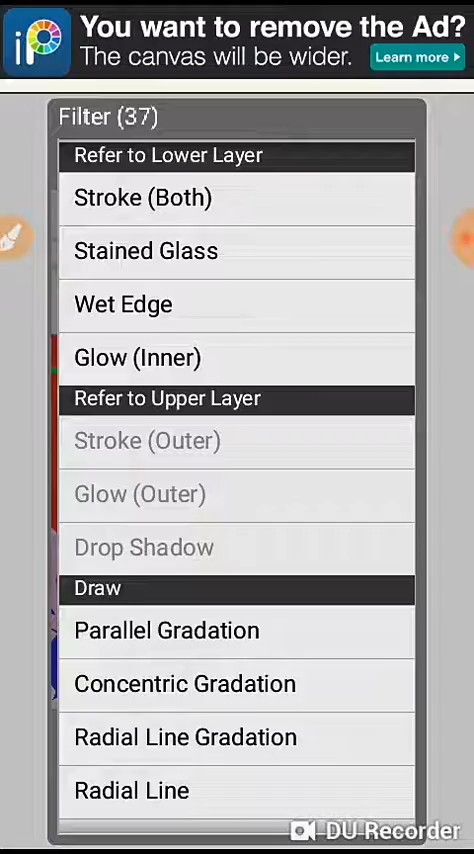 You want to remove the Ad?
The canvas will be wider.
Learn more
Filter (37)
Refer to Lower Layer
Stroke (Both)
Stained Glass
Wet Edge
Glow (Inner)
Refer to Upper Layer
Stroke (Outer)
Glow (Outer)
Drop Shadow
Draw
Parallel Gradation
Concentric Gradation
Radial Line Gradation
Radial Line
DU Recorder